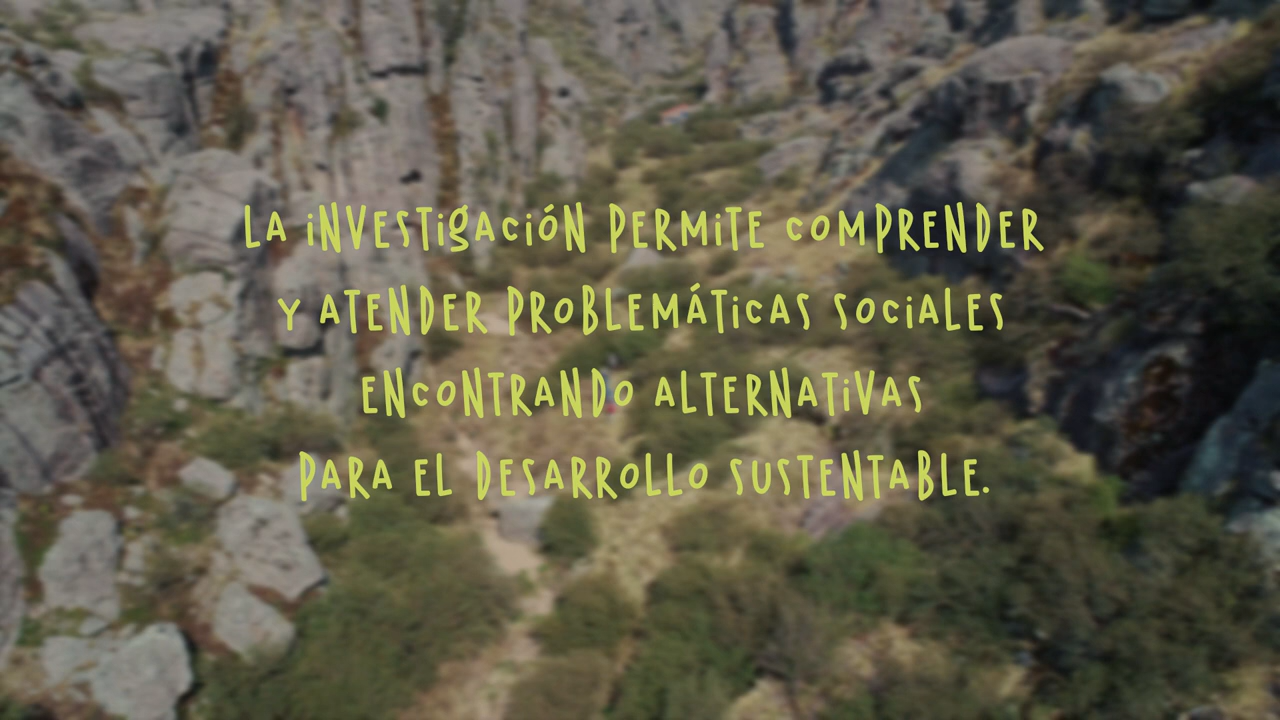 LA iNVESTigAcióN PERMiTE coMPRENDER
Y ATENDER PRoBLEMÁTicAS SociALES
ENcoNTRANDo ALTERNATiVAS
PARA EL DESARRoLLo SUSTENTABLE.